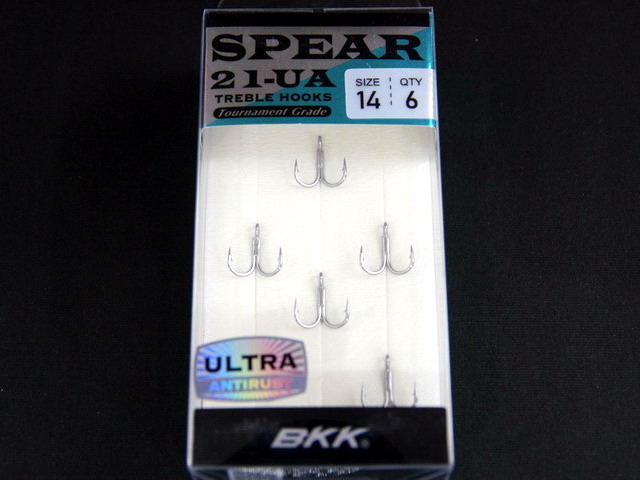 SPEAR
21-UA
TREBLE HOOKS
Tournament Grade
SIZE 14
QTY 6
ULTRA
ANTIRUST
BKK®